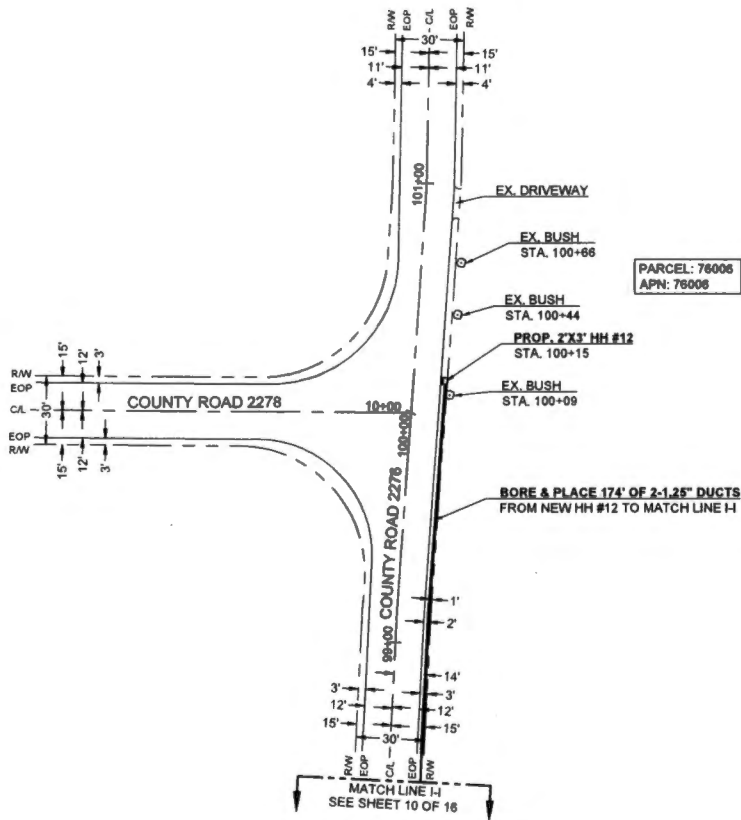 R/W
EOP
C/L
EOP
R/W
30'
15'
15'
11'
11'
4'
4'
101+00
EX. DRIVEWAY
EX. BUSH
STA. 100+66
PARCEL: 76006
APN: 76006
EX. BUSH
STA. 100+44
PROP. 2'X3' HH #12
STA. 100+15
EX. BUSH
STA. 100+09
15'
12'
3'
R/W
EOP
C/L
EOP
R/W
30'
COUNTY ROAD 2278
10+00
100+00
15'
12'
3'
COUNTY ROAD 2276
BORE & PLACE 174' OF 2-1.25" DUCTS
FROM NEW HH #12 TO MATCH LINE I-I
1'
2'
99+00
14'
3'
3'
12'
12'
15'
15'
30'
R/W
EOP
C/L
EOP
R/W
MATCH LINE I-I
SEE SHEET 10 OF 16